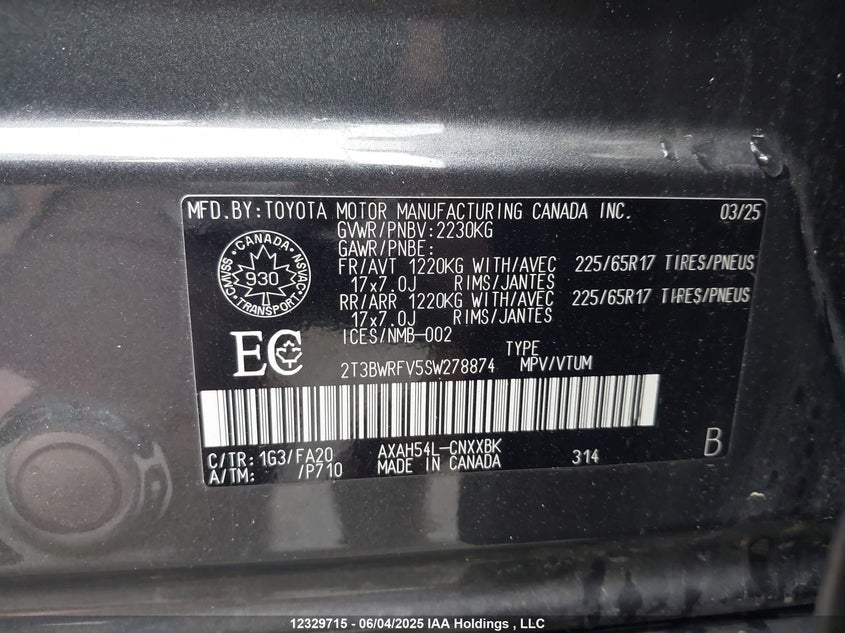 MFD.BY:TOYOTA MOTOR MANUFACTURING CANADA INC. 03/25
GVWR/PNBV:2230KG
GAWR/PNBE:
FR/AVT 1220KG WITH/AVEC 225/65R17 TIRES/PNEUS
17x7.0J RIMS/JANTES
RR/ARR 1220KG WITH/AVEC 225/65R17 TIRES/PNEUS
17x7.0J RIMS/JANTES
ICES/NMB-002
CANADA
CMVSS 930 NSVAC
TRANSPORT
EC
TYPE
2T3BWRFV5SW278874 MPV/VTUM
C/TR: 1G3/FA20 AXAH54L-CNXXBK 314 B
A/TM: /P710 MADE IN CANADA
12329715 - 06/04/2025 IAA Holdings , LLC